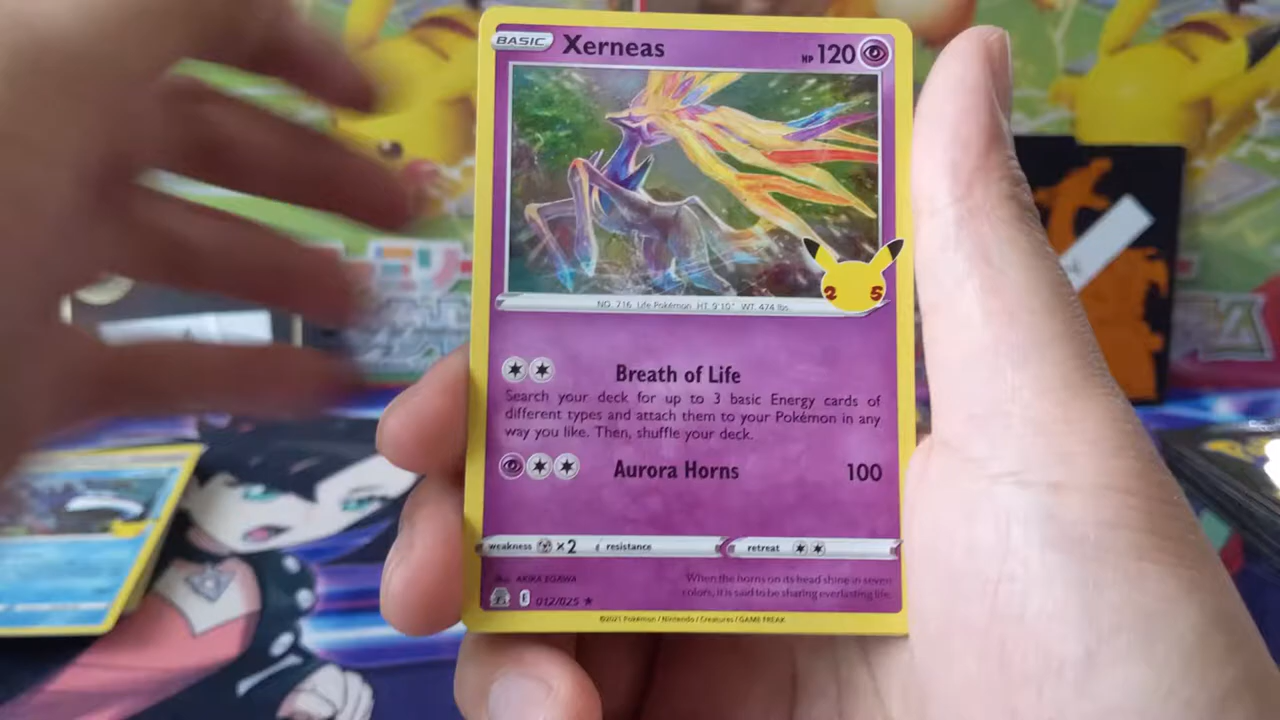 BASIC Xerneas HP 120
25
NO. 716 Life Pokémon HT 9'10" WT 474 lbs.
Breath of Life
Search your deck for up to 3 basic Energy cards of
different types and attach them to your Pokémon in any
way you like. Then, shuffle your deck.
Aurora Horns 100
weakness ×2 resistance retreat
Illus. AKIRA EGAWA
When the horns on its head shine in seven
colors, it is said to be sharing everlasting life.
E 012/025 ★
©2021 Pokémon / Nintendo / Creatures / GAME FREAK